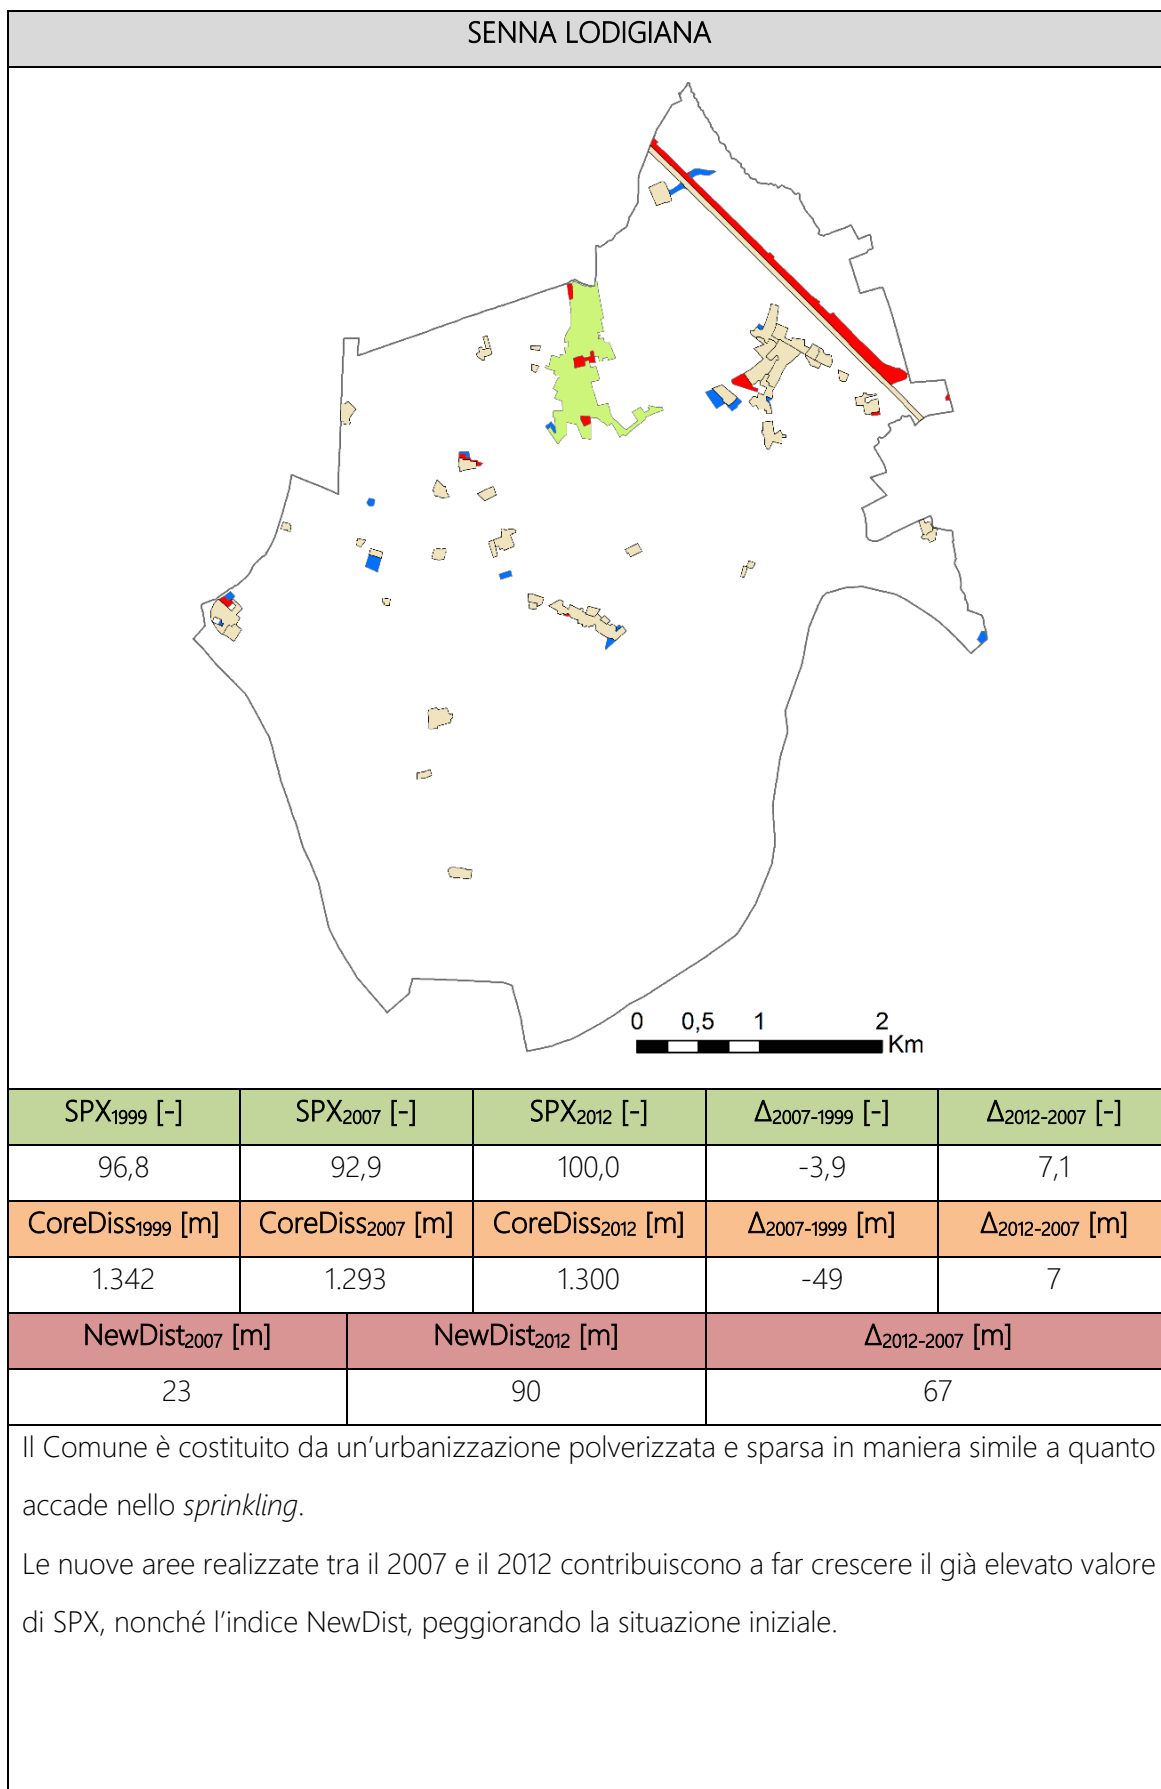 SENNA LODIGIANA
0 0,5 1 2
Km
SPX1999 [-] SPX2007 [-] SPX2012 [-] Δ2007-1999 [-] Δ2012-2007 [-]
96,8 92,9 100,0 -3,9 7,1
CoreDiss1999 [m] CoreDiss2007 [m] CoreDiss2012 [m] Δ2007-1999 [m] Δ2012-2007 [m]
1.342 1.293 1.300 -49 7
NewDist2007 [m] NewDist2012 [m] Δ2012-2007 [m]
23 90 67
Il Comune è costituito da un’urbanizzazione polverizzata e sparsa in maniera simile a quanto
accade nello sprinkling.
Le nuove aree realizzate tra il 2007 e il 2012 contribuiscono a far crescere il già elevato valore
di SPX, nonché l’indice NewDist, peggiorando la situazione iniziale.